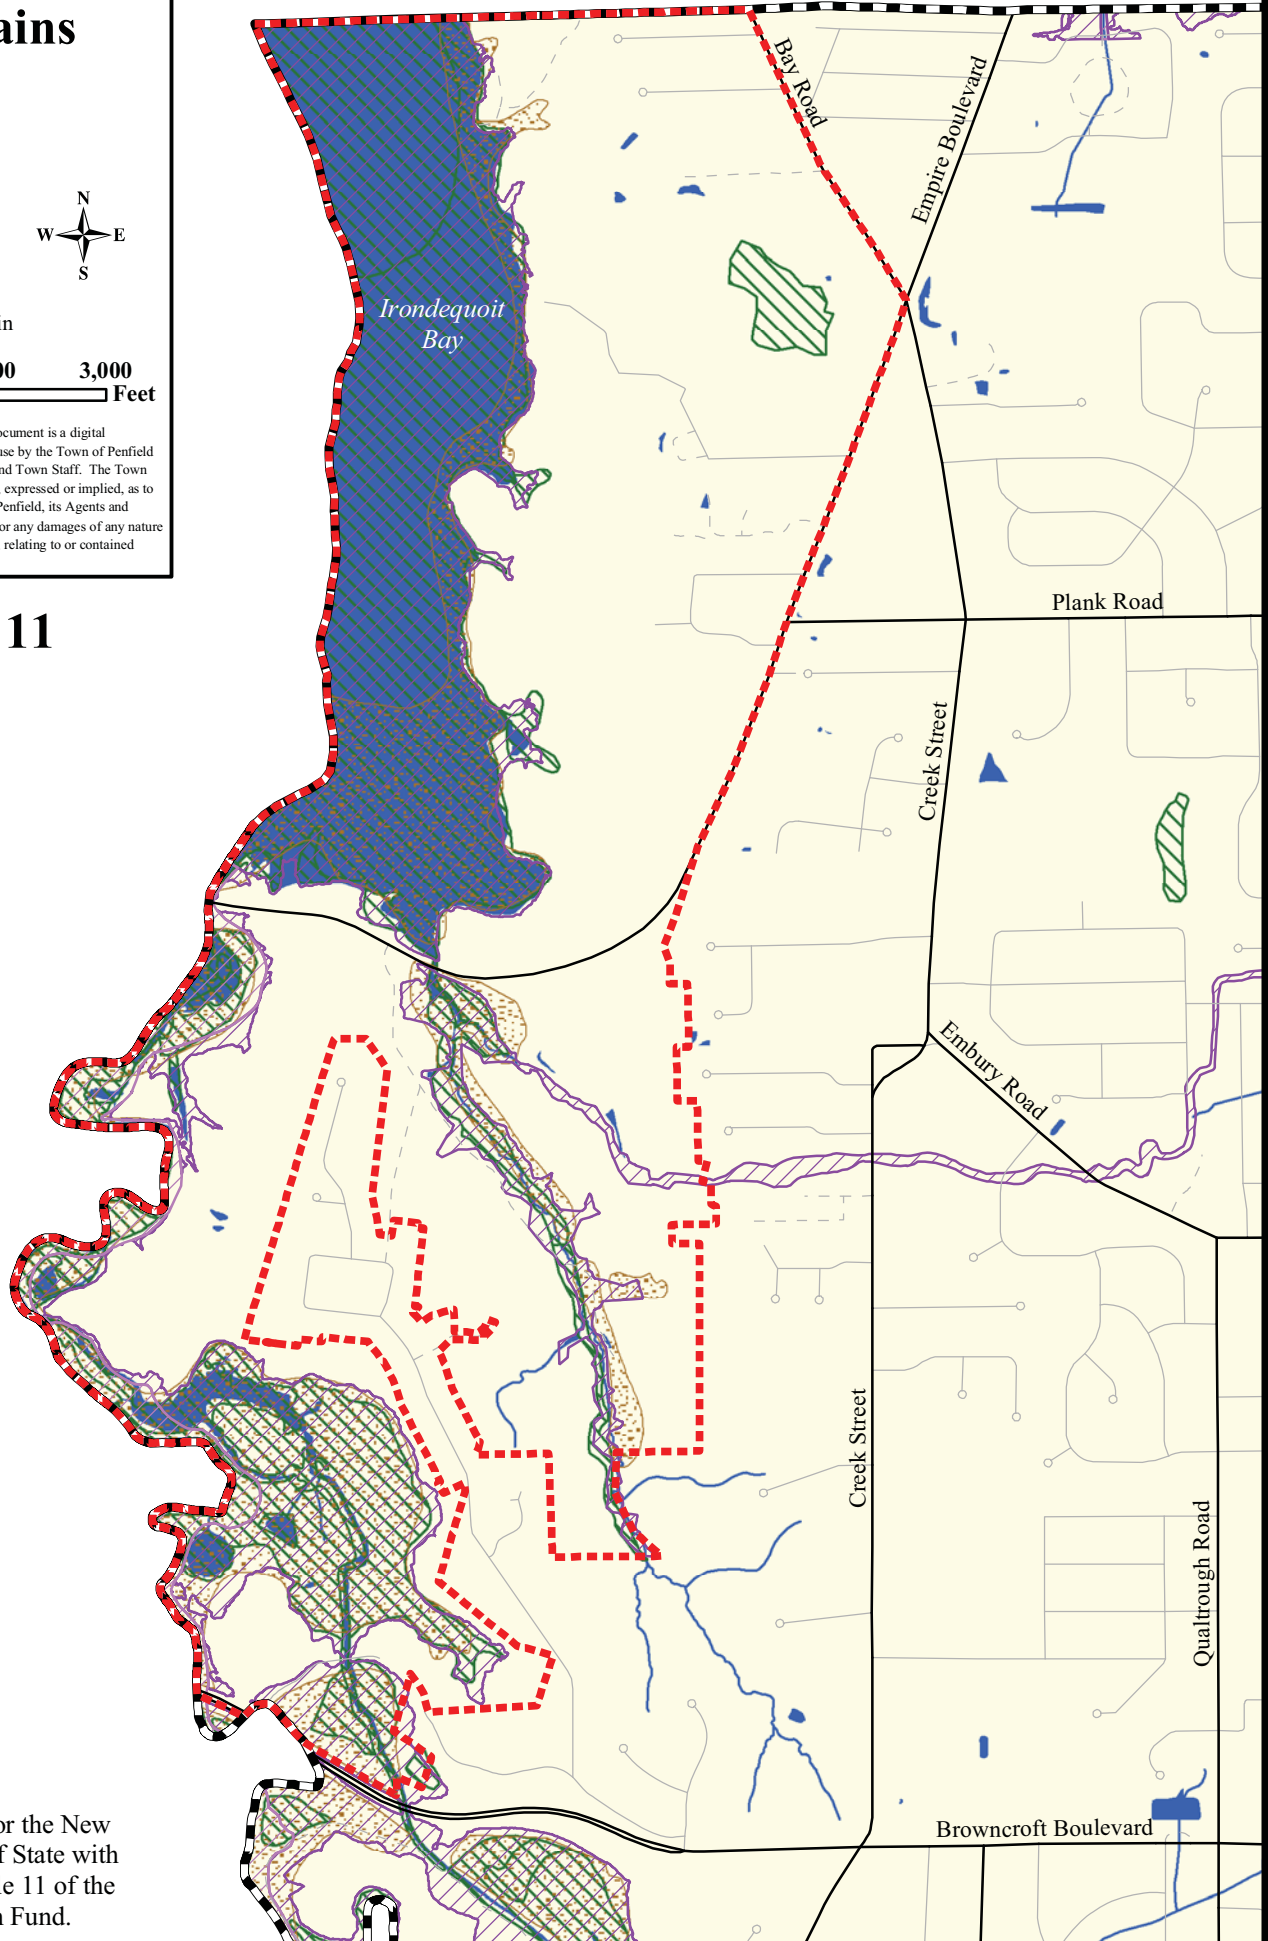 ains
N
W E
S
in
00 3,000
Feet
ocument is a digital
use by the Town of Penfield
nd Town Staff. The Town
, expressed or implied, as to
Penfield, its Agents and
or any damages of any nature
relating to or contained
11
Bay Road
Empire Boulevard
Irondequoit
Bay
Plank Road
Creek Street
Embury Road
Creek Street
Qualtrough Road
Browncroft Boulevard
or the New
f State with
le 11 of the
n Fund.